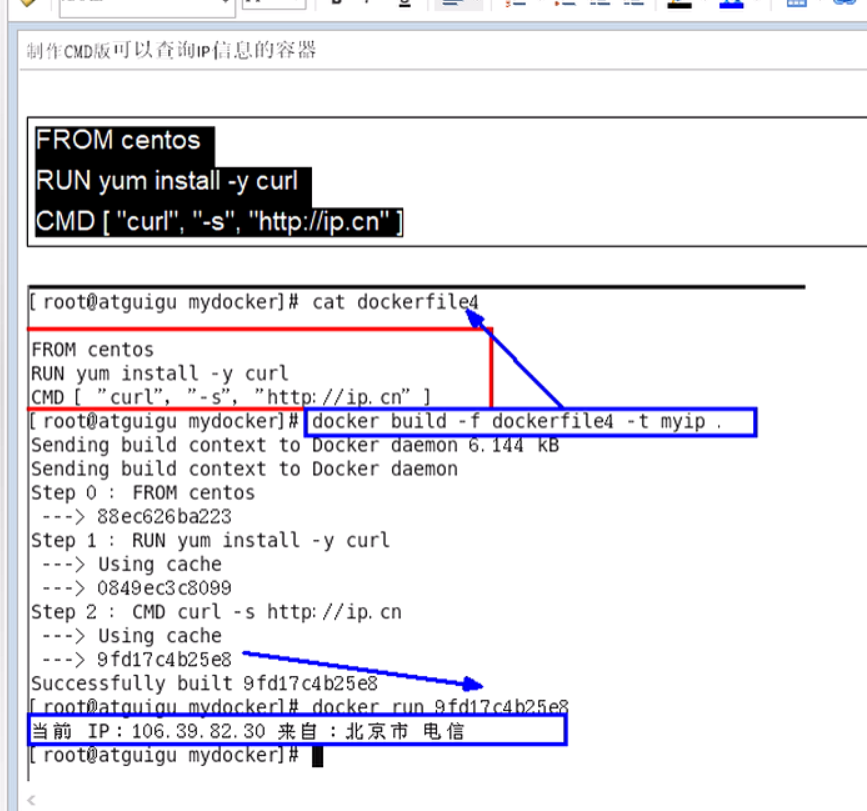 制作CMD版可以查询IP信息的容器
FROM centos
RUN yum install -y curl
CMD [ "curl", "-s", "http://ip.cn" ]
[root@atguigu mydocker]# cat dockerfile4
FROM centos
RUN yum install -y curl
CMD [ ”curl”, ”-s”, ”http://ip.cn” ]
[root@atguigu mydocker]# docker build -f dockerfile4 -t myip .
Sending build context to Docker daemon 6.144 kB
Sending build context to Docker daemon
Step 0 : FROM centos
---> 88ec626ba223
Step 1 : RUN yum install -y curl
---> Using cache
---> 0849ec3c8099
Step 2 : CMD curl -s http://ip.cn
---> Using cache
---> 9fd17c4b25e8
Successfully built 9fd17c4b25e8
[root@atguigu mydocker]# docker run 9fd17c4b25e8
当前 IP：106.39.82.30 来自：北京市 电信
[root@atguigu mydocker]#